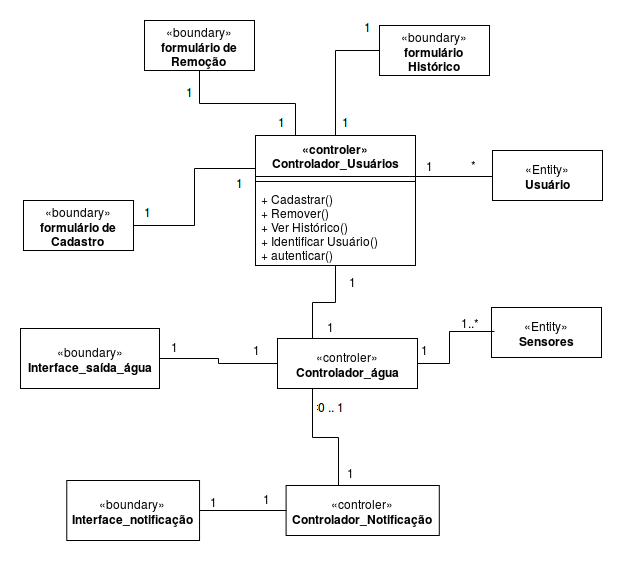 «boundary»
formulário de
Remoção
1
1
«boundary»
formulário
Histórico
1
1
«controler»
Controlador_Usuários
+ Cadastrar()
+ Remover()
+ Ver Histórico()
+ Identificar Usuário()
+ autenticar()
1
*
«Entity»
Usuário
1
1
«boundary»
formulário de
Cadastro
1
1
1..*
«Entity»
Sensores
«boundary»
Interface_saída_água
1
1
«controler»
Controlador_água
1
:0 .. 1
1
«boundary»
Interface_notificação
1
1
«controler»
Controlador_Notificação